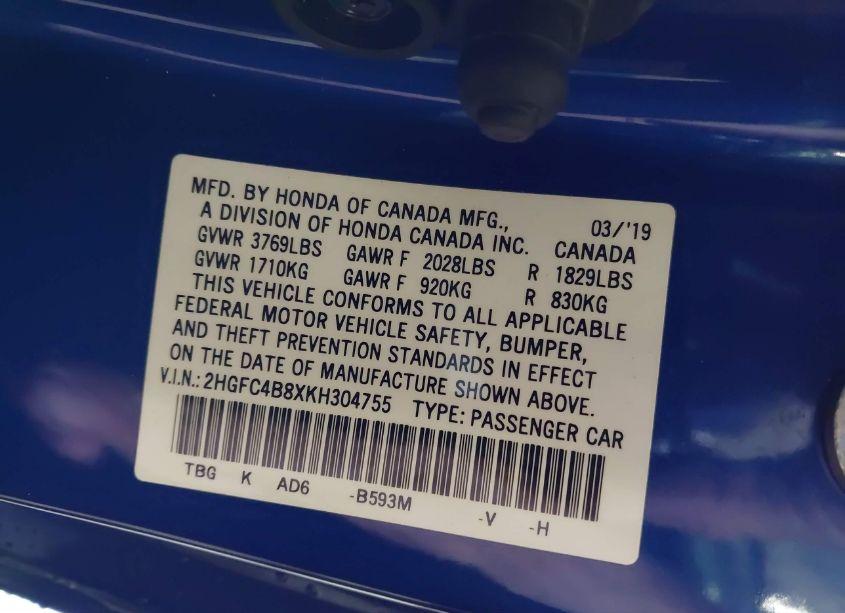 MFD. BY HONDA OF CANADA MFG., 03/'19
A DIVISION OF HONDA CANADA INC. CANADA
GVWR 3769LBS GAWR F 2028LBS R 1829LBS
GVWR 1710KG GAWR F 920KG R 830KG
THIS VEHICLE CONFORMS TO ALL APPLICABLE
FEDERAL MOTOR VEHICLE SAFETY, BUMPER,
AND THEFT PREVENTION STANDARDS IN EFFECT
ON THE DATE OF MANUFACTURE SHOWN ABOVE.
V.I.N.: 2HGFC4B8XKH304755 TYPE: PASSENGER CAR
TBG K AD6 -B593M -V -H